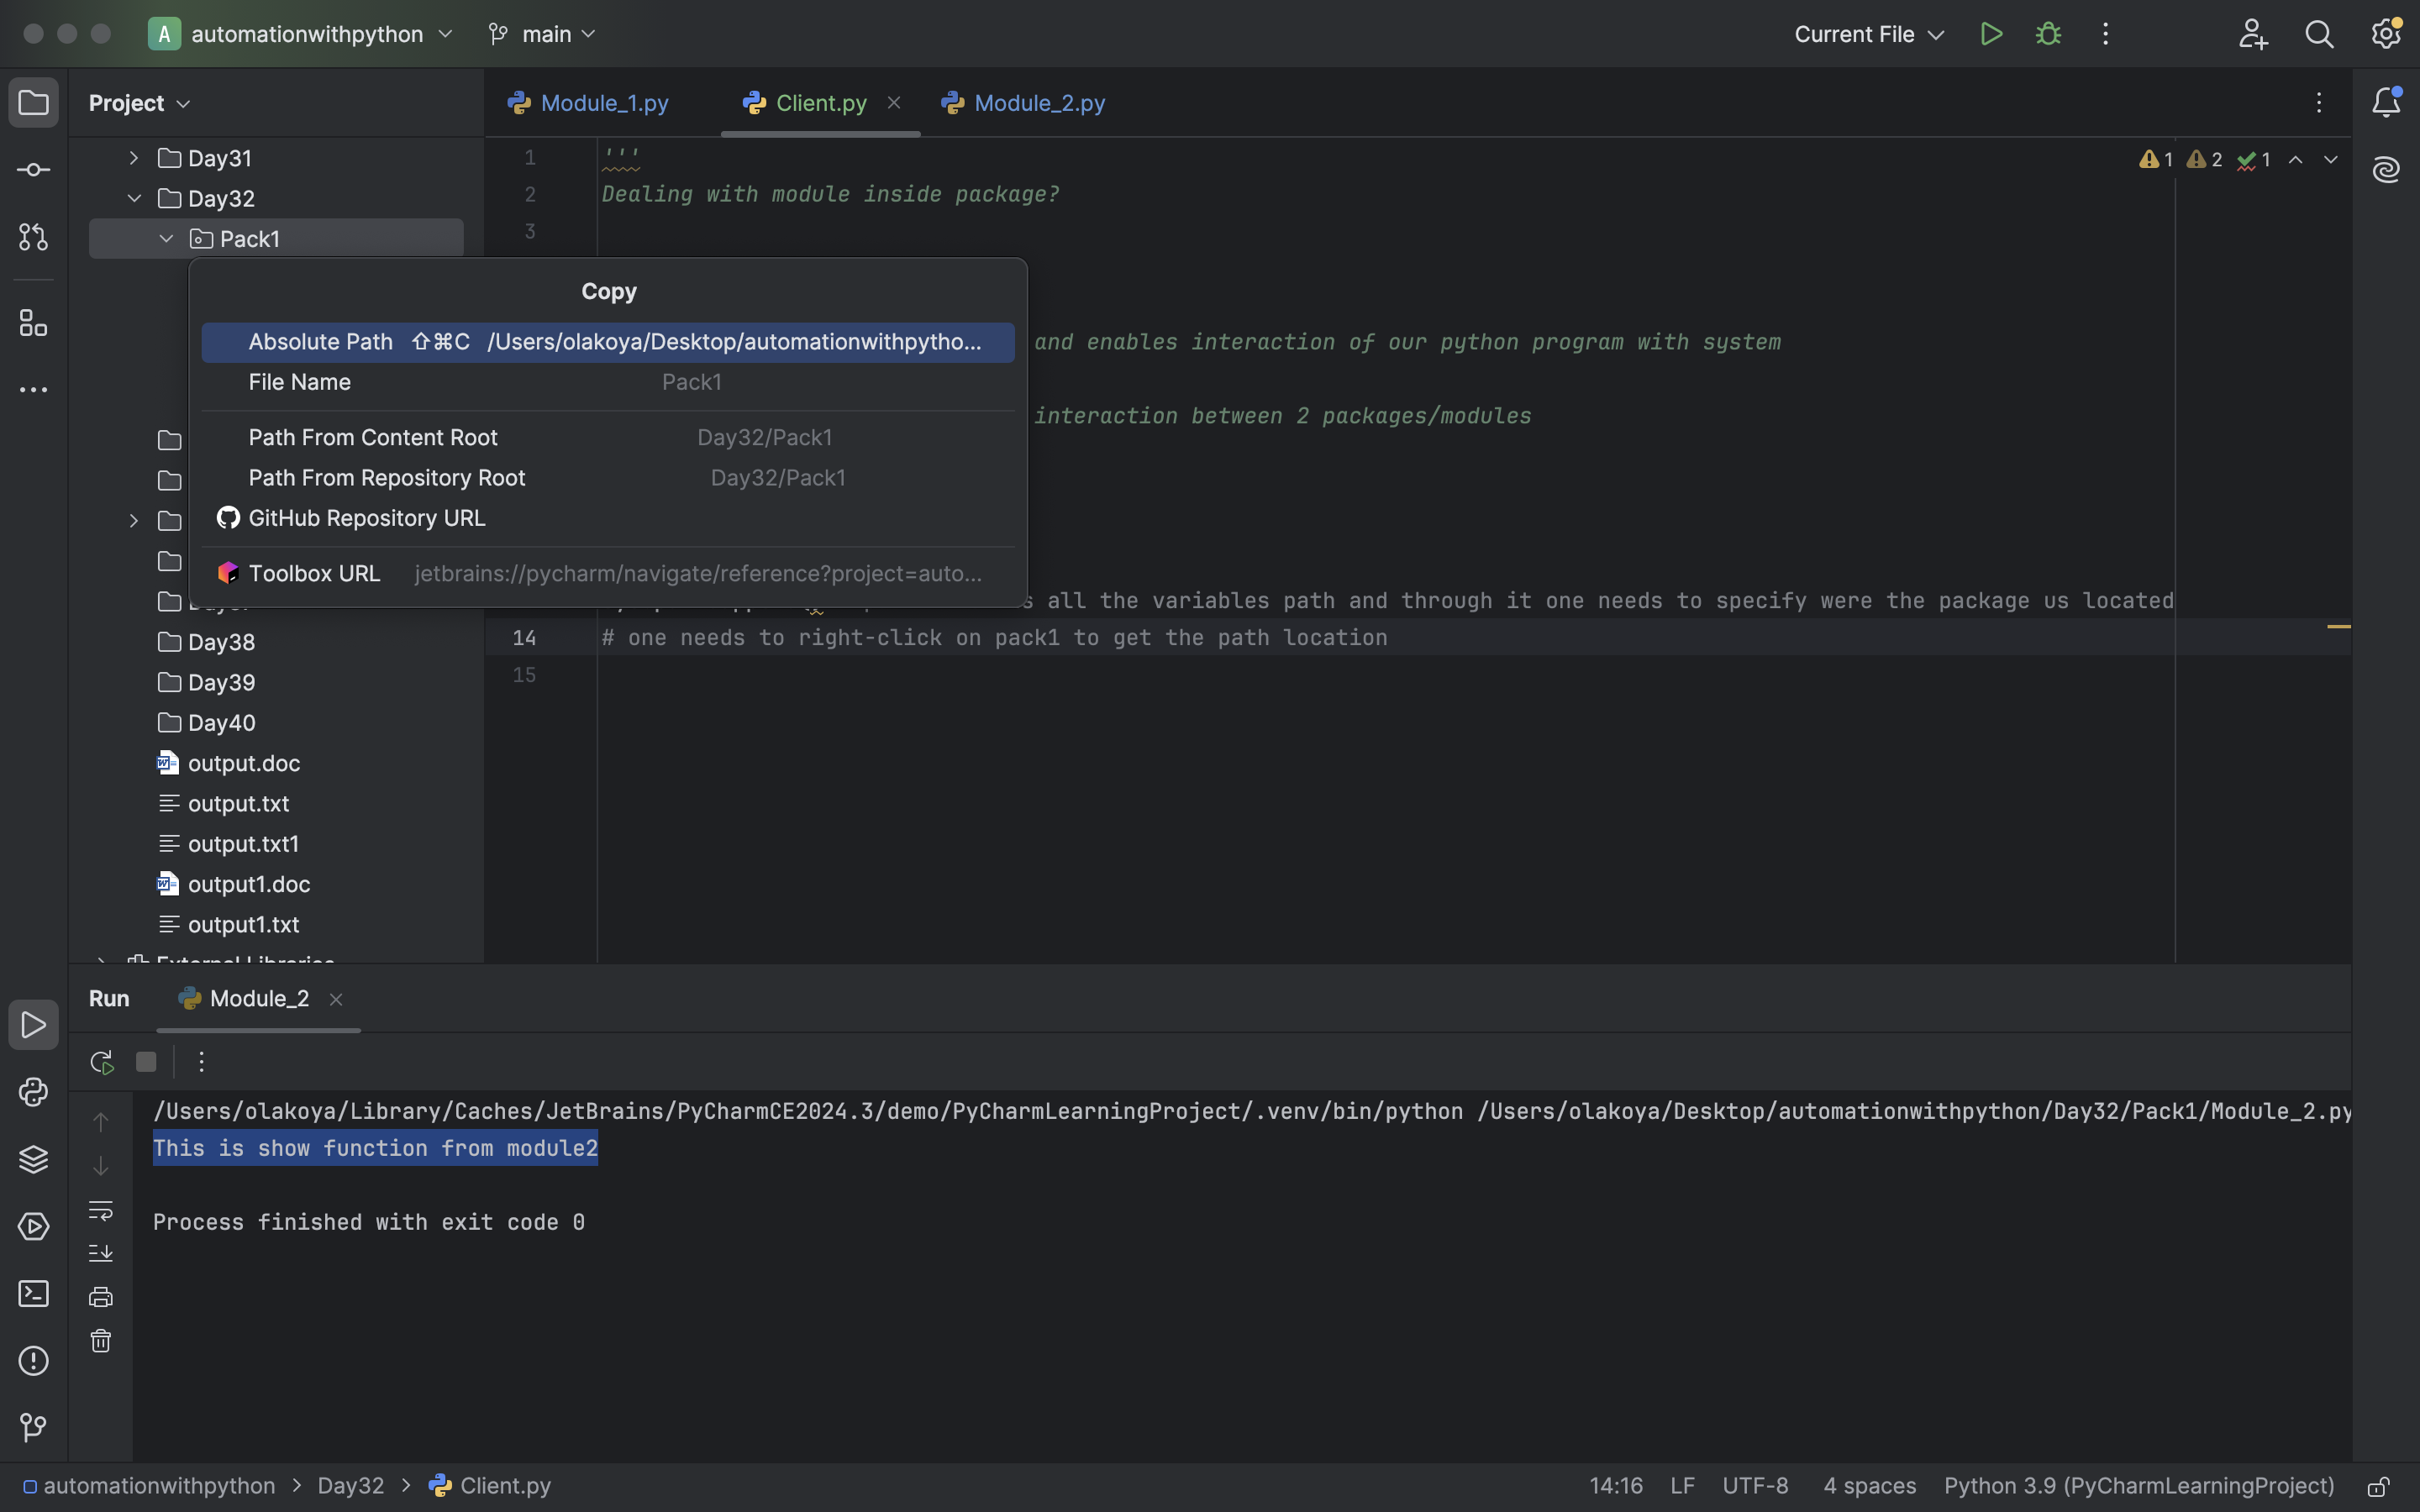 A automationwithpython main Current File
Project
Module_1.py Client.py Module_2.py
Day31
Day32
Pack1
Copy
Absolute Path ⇧⌘C /Users/olakoya/Desktop/automationwithpytho...
File Name Pack1
Path From Content Root Day32/Pack1
Path From Repository Root Day32/Pack1
GitHub Repository URL
Toolbox URL jetbrains://pycharm/navigate/reference?project=auto...
Day38
Day39
Day40
output.doc
output.txt
output.txt1
output1.doc
output1.txt
External Libraries
1 '''
2 Dealing with module inside package?
3
and enables interaction of our python program with system
interaction between 2 packages/modules
all the variables path and through it one needs to specify were the package us located
14 # one needs to right-click on pack1 to get the path location
15
1 2 1
Run Module_2
/Users/olakoya/Library/Caches/JetBrains/PyCharmCE2024.3/demo/PyCharmLearningProject/.venv/bin/python /Users/olakoya/Desktop/automationwithpython/Day32/Pack1/Module_2.py
This is show function from module2
Process finished with exit code 0
automationwithpython > Day32 > Client.py
14:16 LF UTF-8 4 spaces Python 3.9 (PyCharmLearningProject)